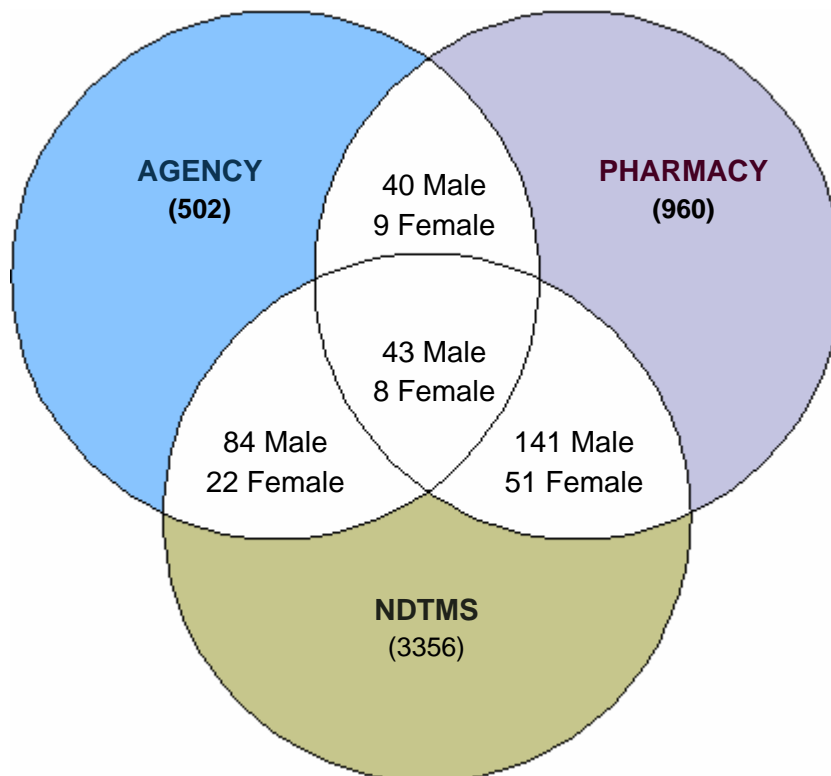 AGENCY
(502)
PHARMACY
(960)
40 Male
9 Female
43 Male
8 Female
84 Male
22 Female
141 Male
51 Female
NDTMS
(3356)